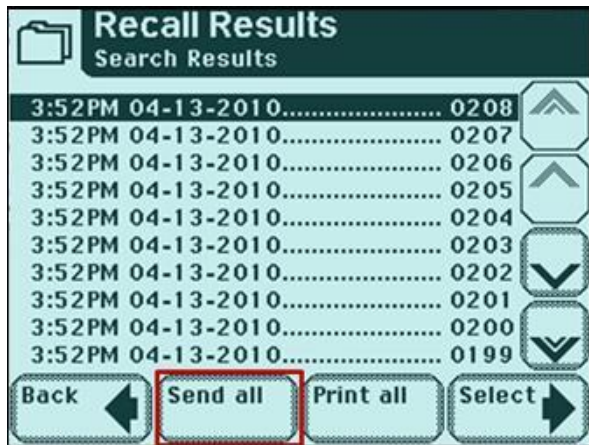 Recall Results
Search Results
3:52PM 04-13-2010...................... 0208
3:52PM 04-13-2010...................... 0207
3:52PM 04-13-2010...................... 0206
3:52PM 04-13-2010...................... 0205
3:52PM 04-13-2010...................... 0204
3:52PM 04-13-2010...................... 0203
3:52PM 04-13-2010...................... 0202
3:52PM 04-13-2010...................... 0201
3:52PM 04-13-2010...................... 0200
3:52PM 04-13-2010...................... 0199
Back Send all Print all Select